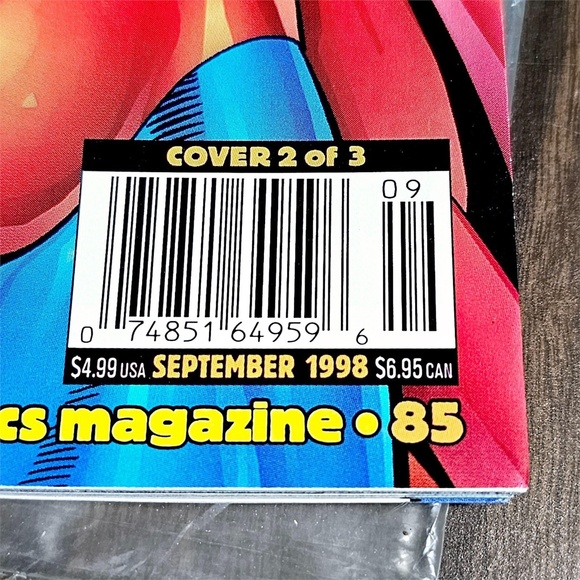 COVER 2 of 3
09
0 74851 64959 6
$4.99 USA SEPTEMBER 1998 $6.95 CAN
cs magazine • 85